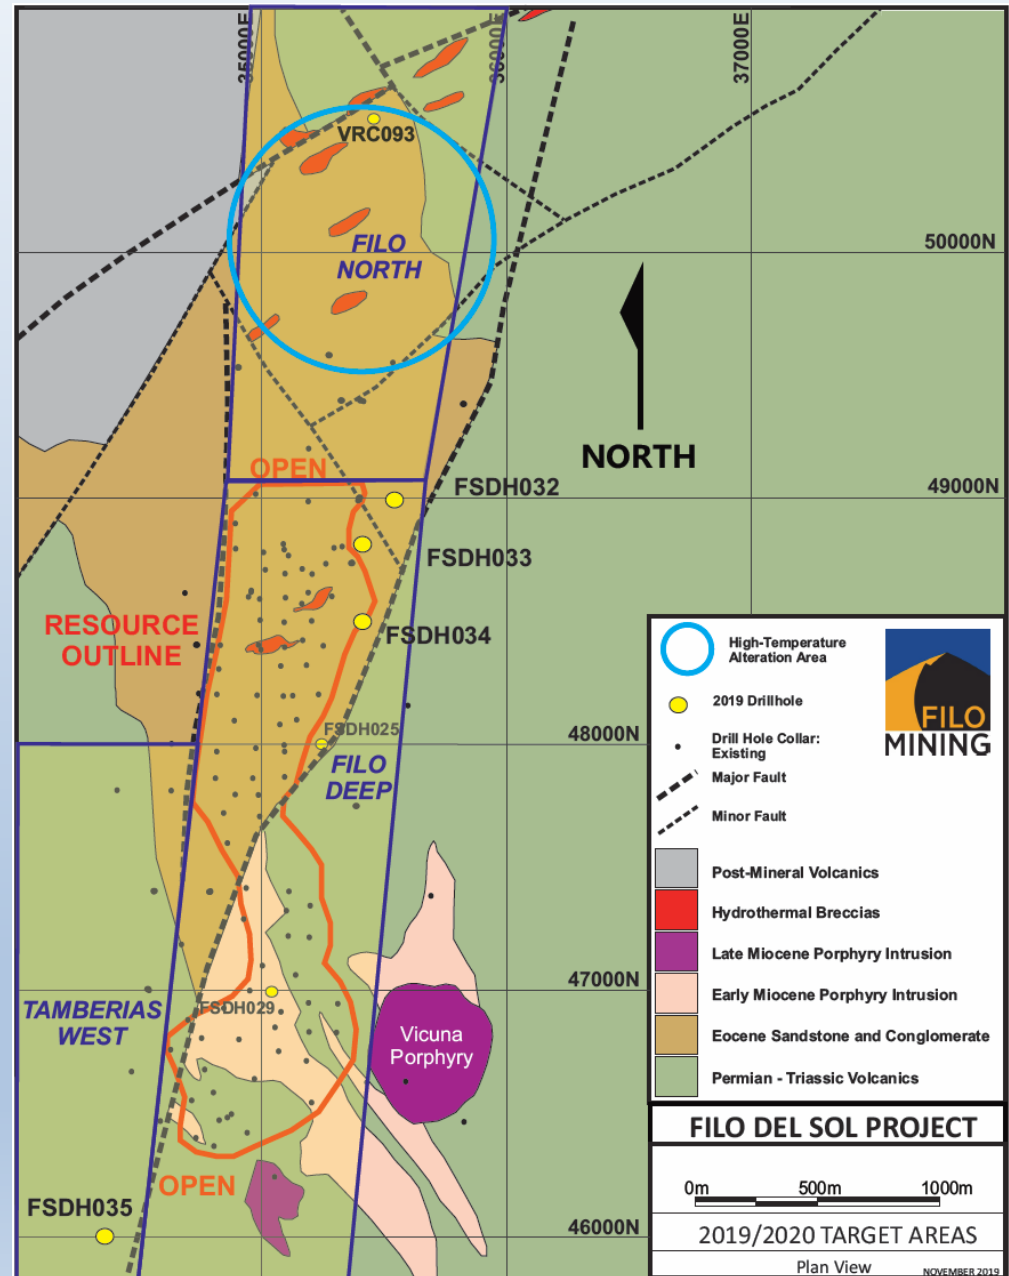 35000E
36000E
37000E
VRC093
FILO
NORTH
50000N
NORTH
OPEN
FSDH032
49000N
FSDH033
RESOURCE
OUTLINE
FSDH034
FSDH025
48000N
FILO
DEEP
47000N
TAMBERIAS
WEST
FSDH029
Vicuna
Porphyry
OPEN
FSDH035
46000N
High-Temperature
Alteration Area
2019 Drillhole
Drill Hole Collar:
Existing
Major Fault
Minor Fault
FILO
MINING
Post-Mineral Volcanics
Hydrothermal Breccias
Late Miocene Porphyry Intrusion
Early Miocene Porphyry Intrusion
Eocene Sandstone and Conglomerate
Permian - Triassic Volcanics
FILO DEL SOL PROJECT
0m 500m 1000m
2019/2020 TARGET AREAS
Plan View
NOVEMBER 2019